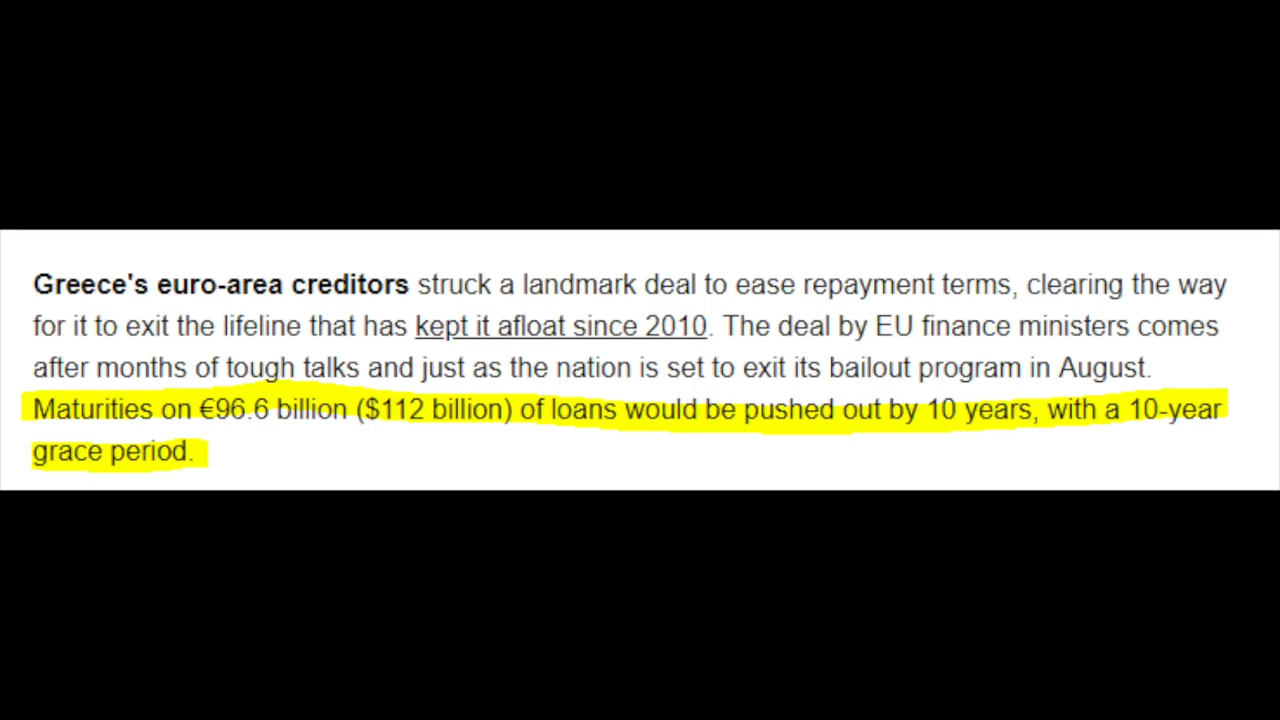 Greece's euro-area creditors struck a landmark deal to ease repayment terms, clearing the way
for it to exit the lifeline that has kept it afloat since 2010. The deal by EU finance ministers comes
after months of tough talks and just as the nation is set to exit its bailout program in August.
Maturities on €96.6 billion ($112 billion) of loans would be pushed out by 10 years, with a 10-year
grace period.